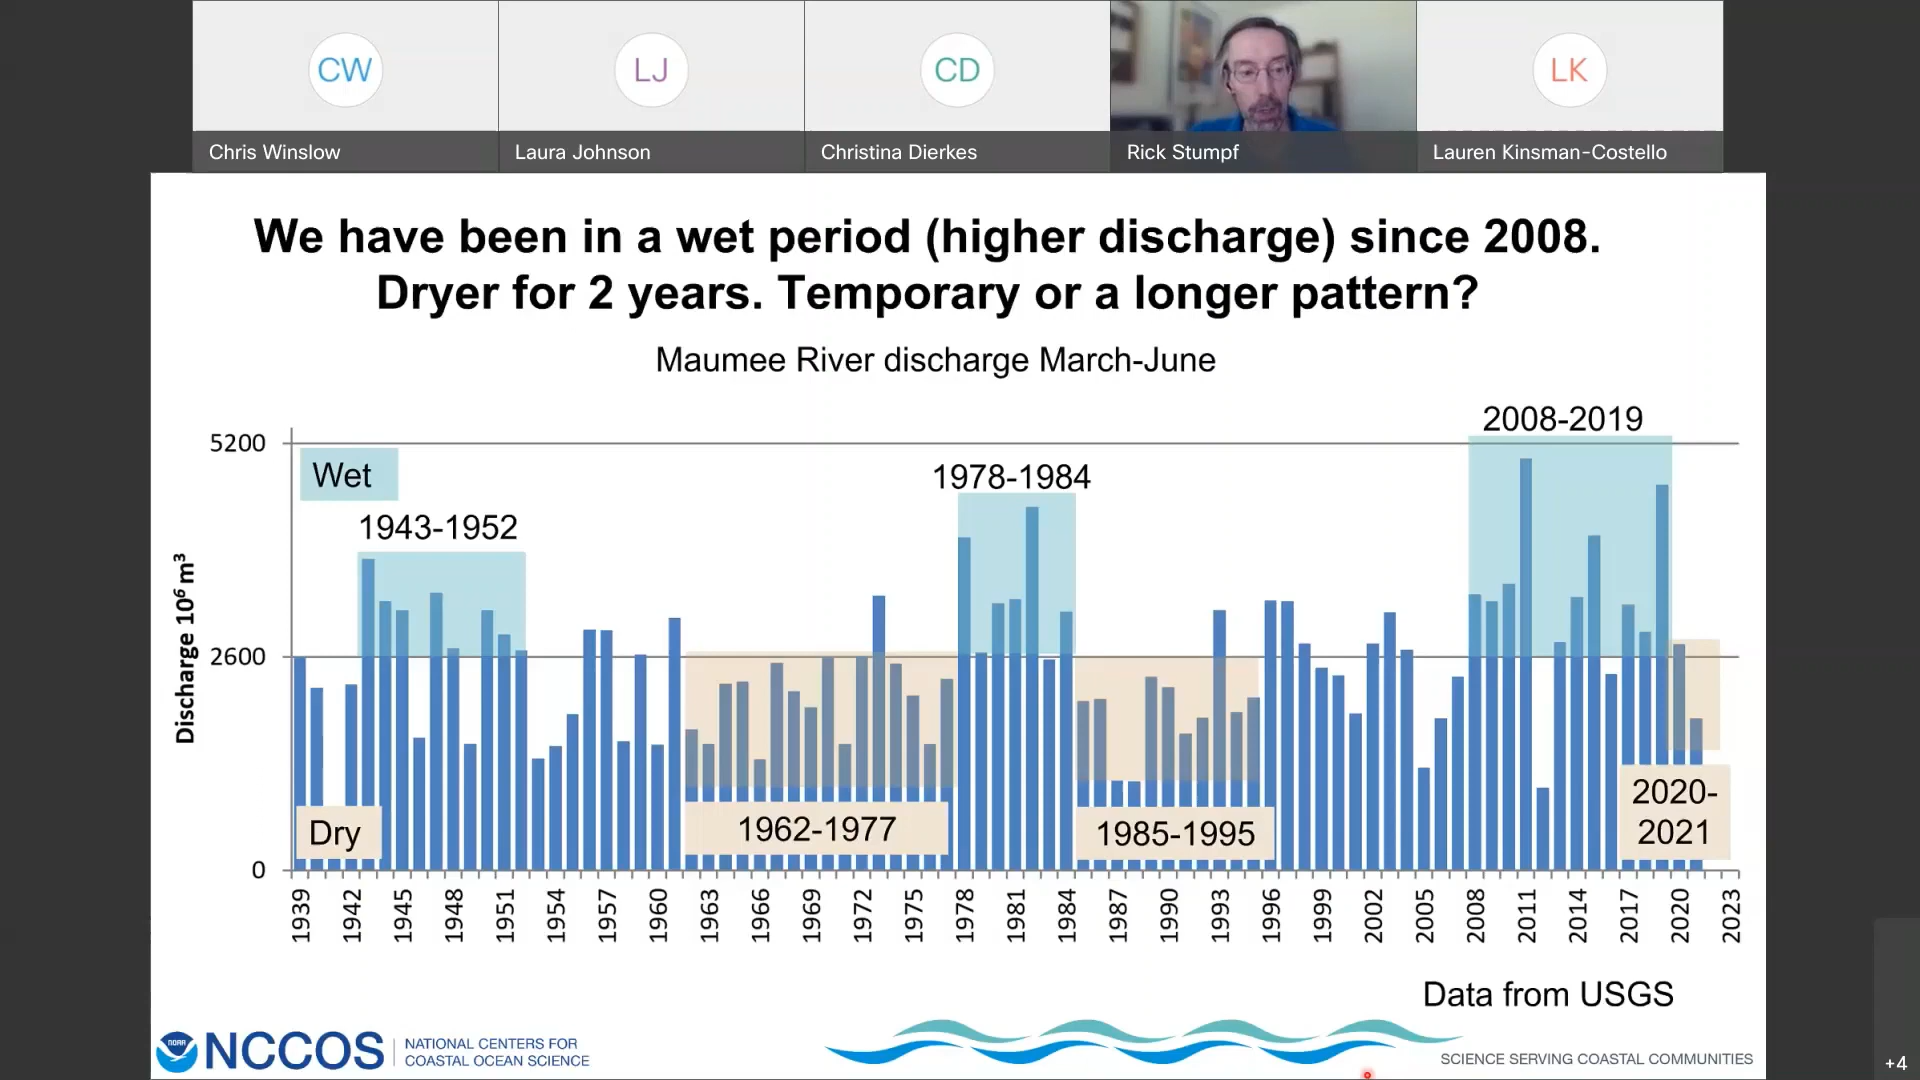 CW
LJ
CD
LK
Chris Winslow
Laura Johnson
Christina Dierkes
Rick Stumpf
Lauren Kinsman-Costello
We have been in a wet period (higher discharge) since 2008.
Dryer for 2 years. Temporary or a longer pattern?
Maumee River discharge March-June
Discharge 10⁶ m³
5200
2600
0
Wet
1943-1952
1978-1984
2008-2019
Dry
1962-1977
1985-1995
2020-
2021
1939
1942
1945
1948
1951
1954
1957
1960
1963
1966
1969
1972
1975
1978
1981
1984
1987
1990
1993
1996
1999
2002
2005
2008
2011
2014
2017
2020
2023
Data from USGS
NOAA
NCCOS
NATIONAL CENTERS FOR
COASTAL OCEAN SCIENCE
SCIENCE SERVING COASTAL COMMUNITIES
+4